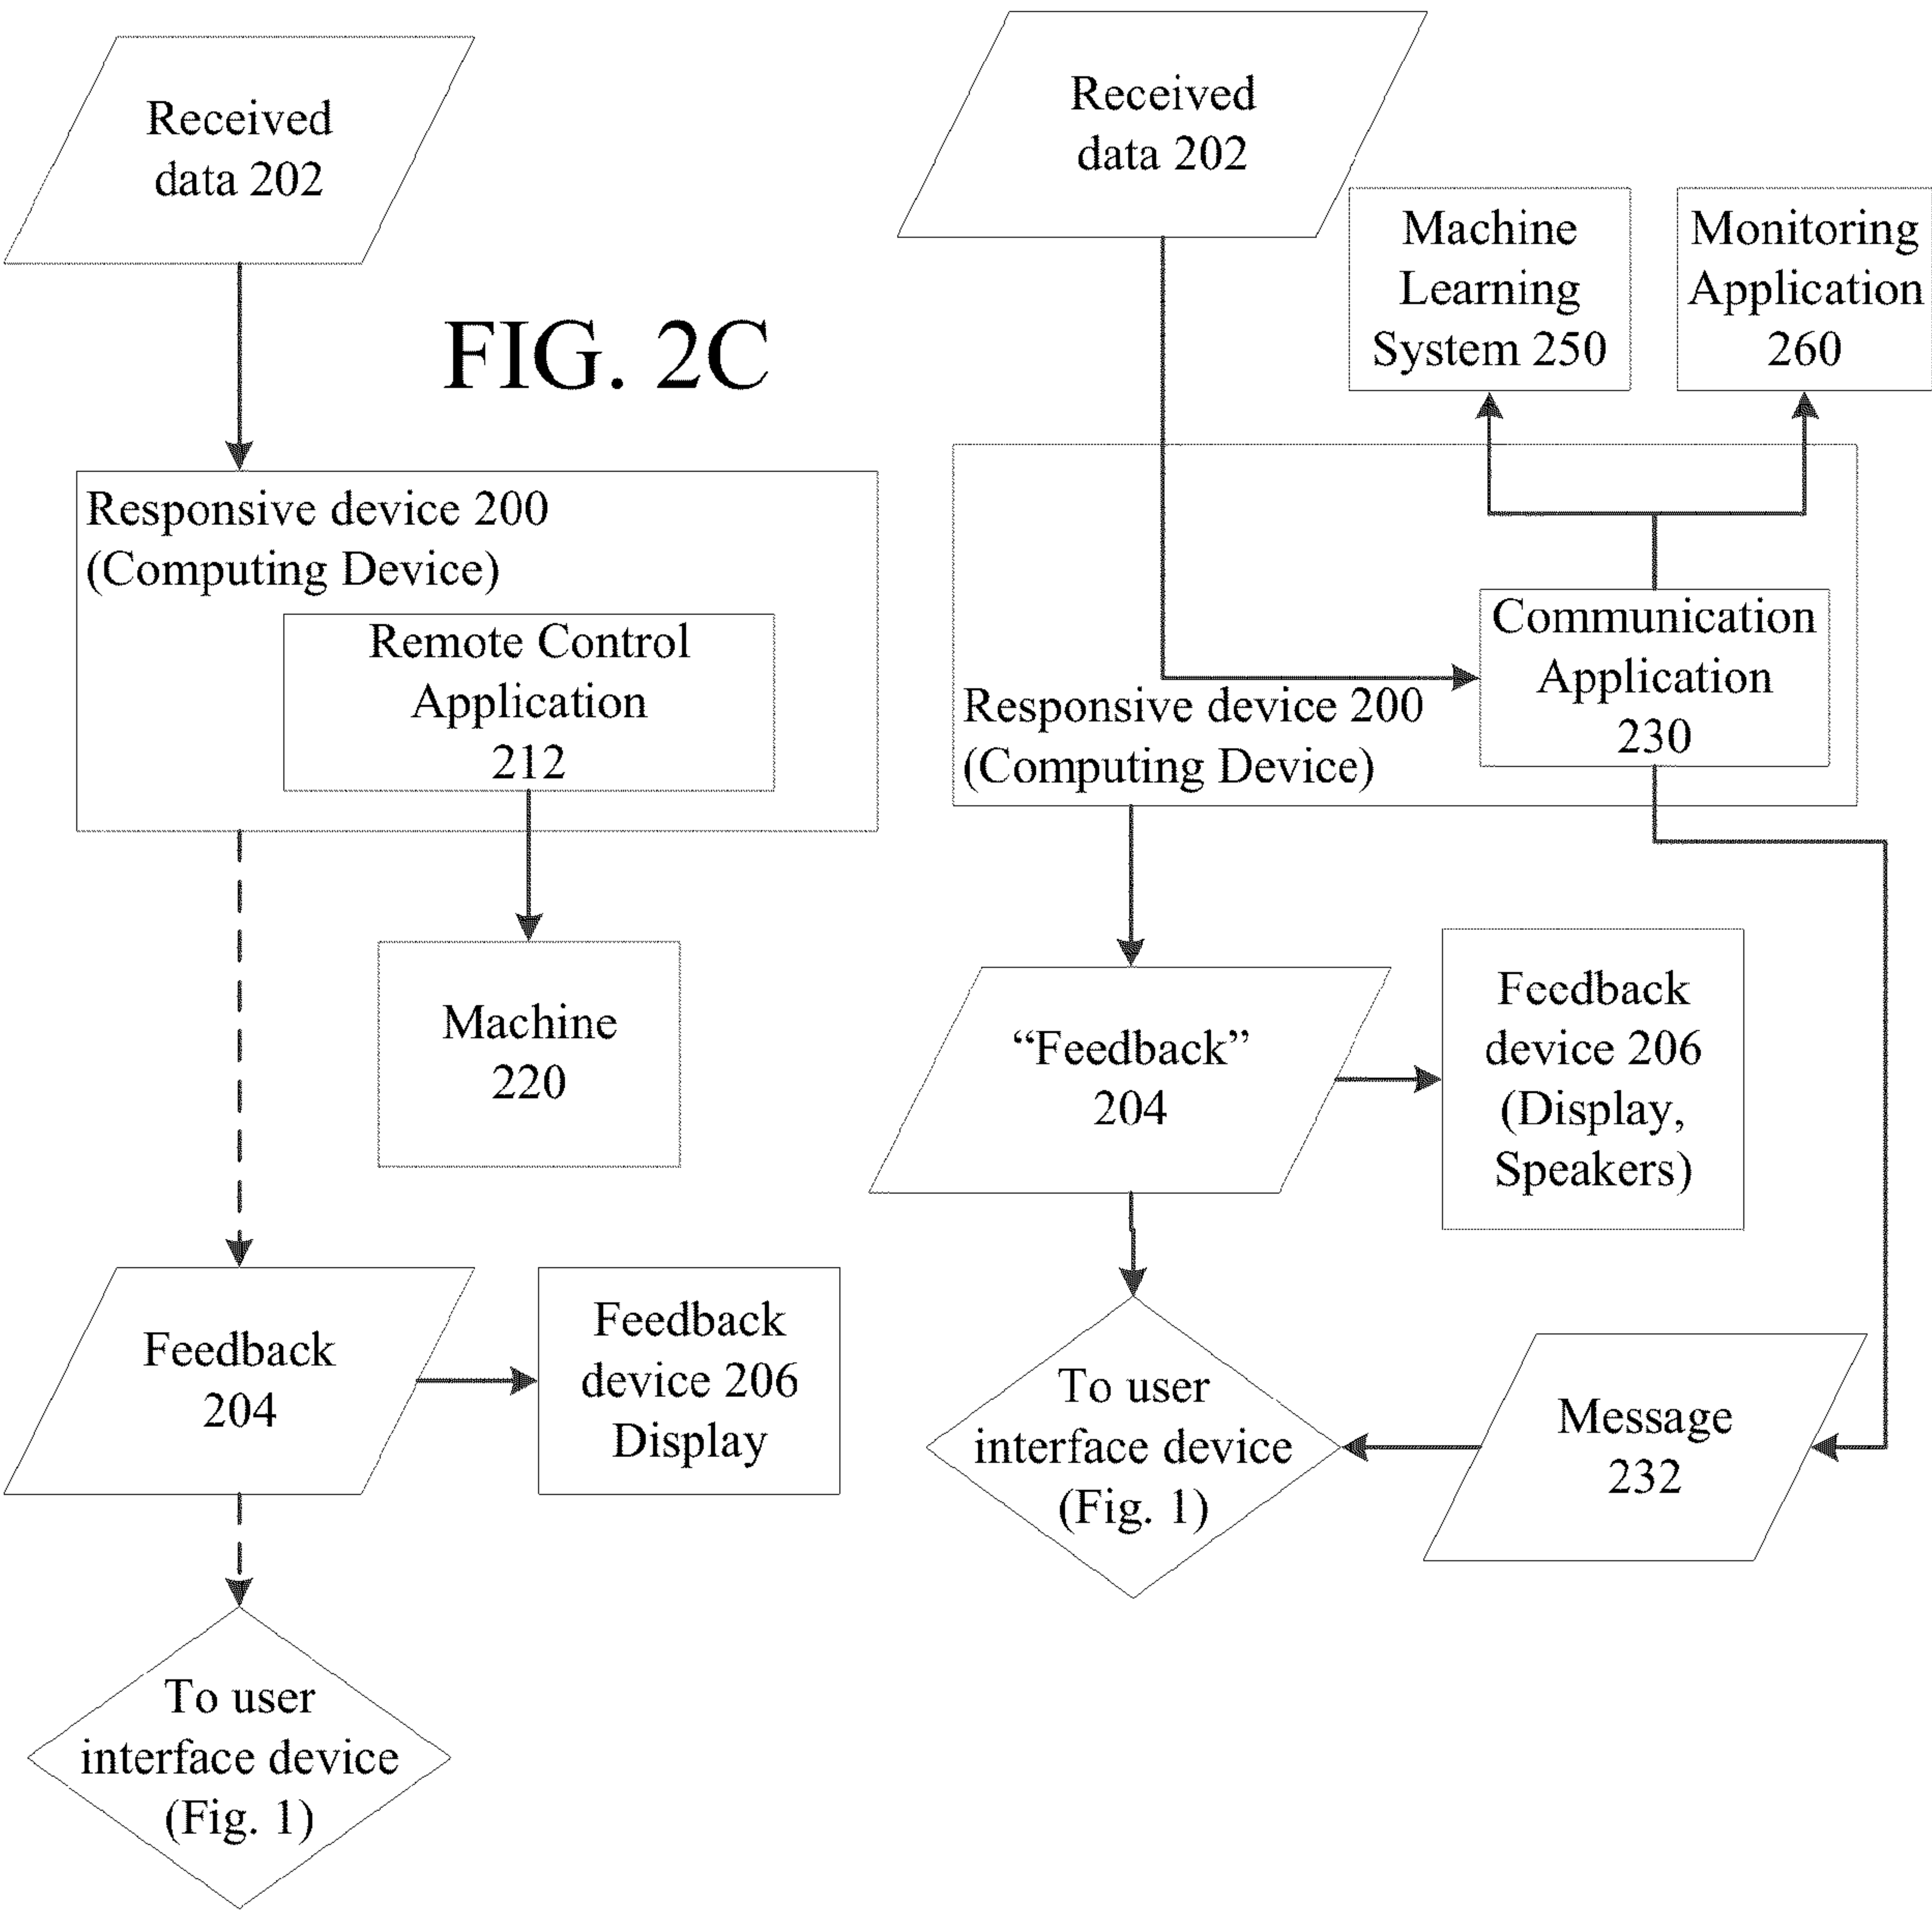 Received
data 202
FIG. 2C
Responsive device 200
(Computing Device)
Remote Control
Application
212
Machine
220
Feedback
204
Feedback
device 206
Display
To user
interface device
(Fig. 1)
Received
data 202
Machine
Learning
System 250
Monitoring
Application
260
Communication
Application
230
Responsive device 200
(Computing Device)
“Feedback”
204
Feedback
device 206
(Display,
Speakers)
To user
interface device
(Fig. 1)
Message
232